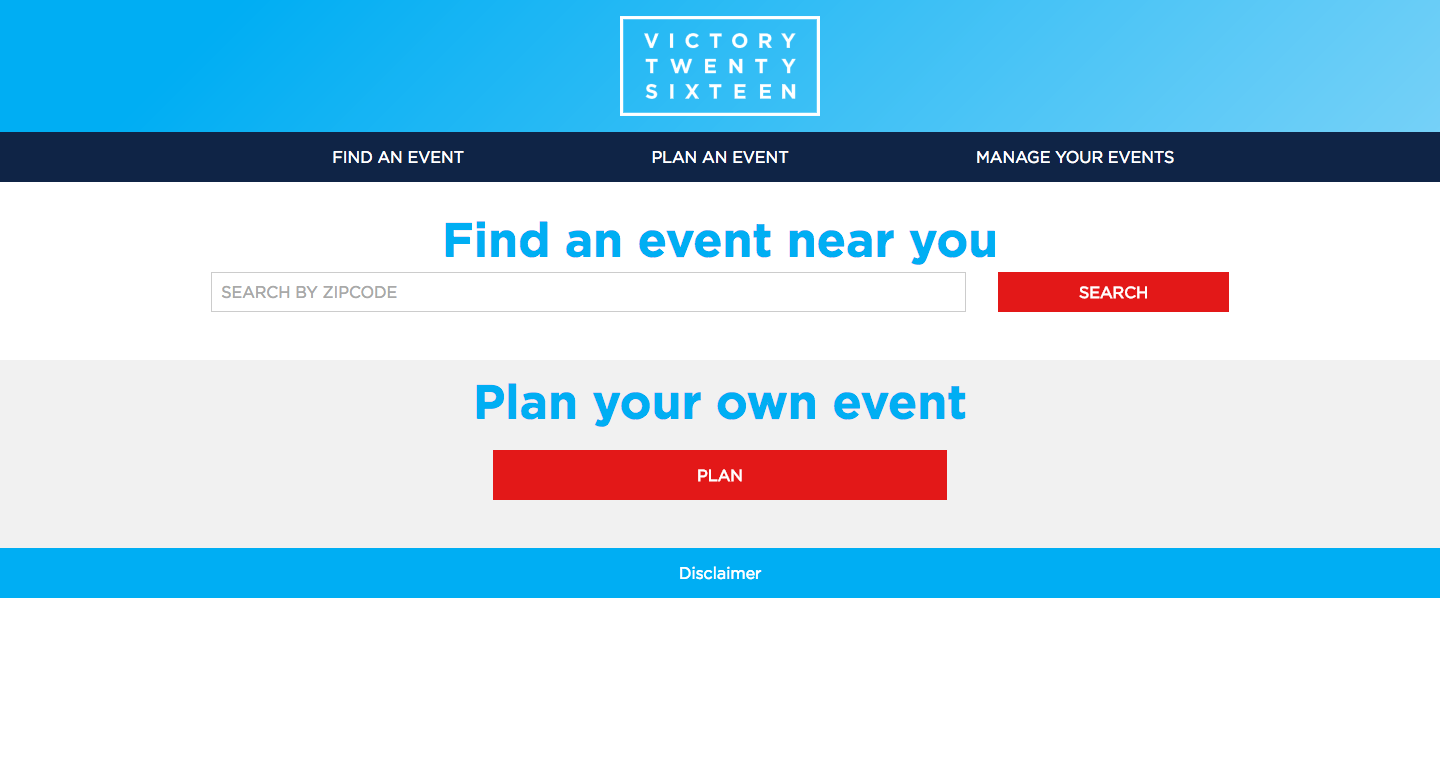 VICTORY
TWENTY
SIXTEEN
FIND AN EVENT
PLAN AN EVENT
MANAGE YOUR EVENTS
Find an event near you
SEARCH BY ZIPCODE
SEARCH
Plan your own event
PLAN
Disclaimer